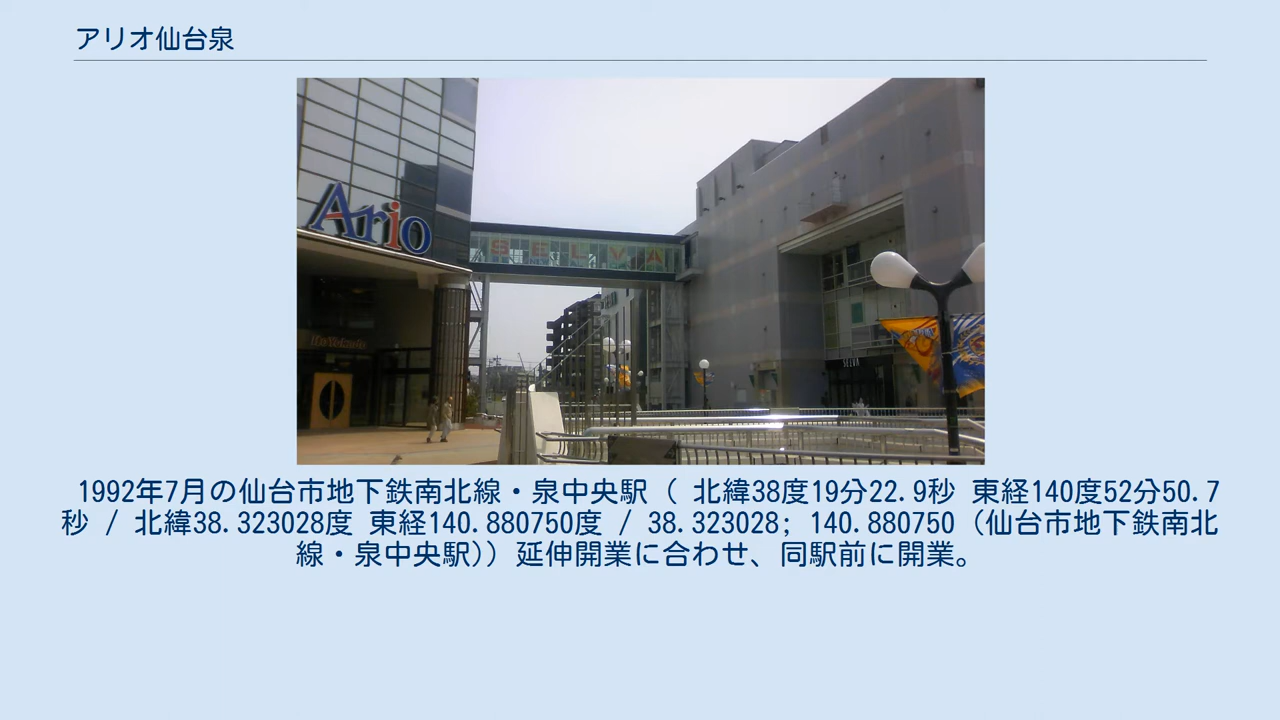 アリオ仙台泉
Ario
SELVA
ItoYokado
SELVA
1992年7月の仙台市地下鉄南北線・泉中央駅（ 北緯38度19分22.9秒 東経140度52分50.7
秒 / 北緯38.323028度 東経140.880750度 / 38.323028; 140.880750（仙台市地下鉄南北
線・泉中央駅)）延伸開業に合わせ、同駅前に開業。